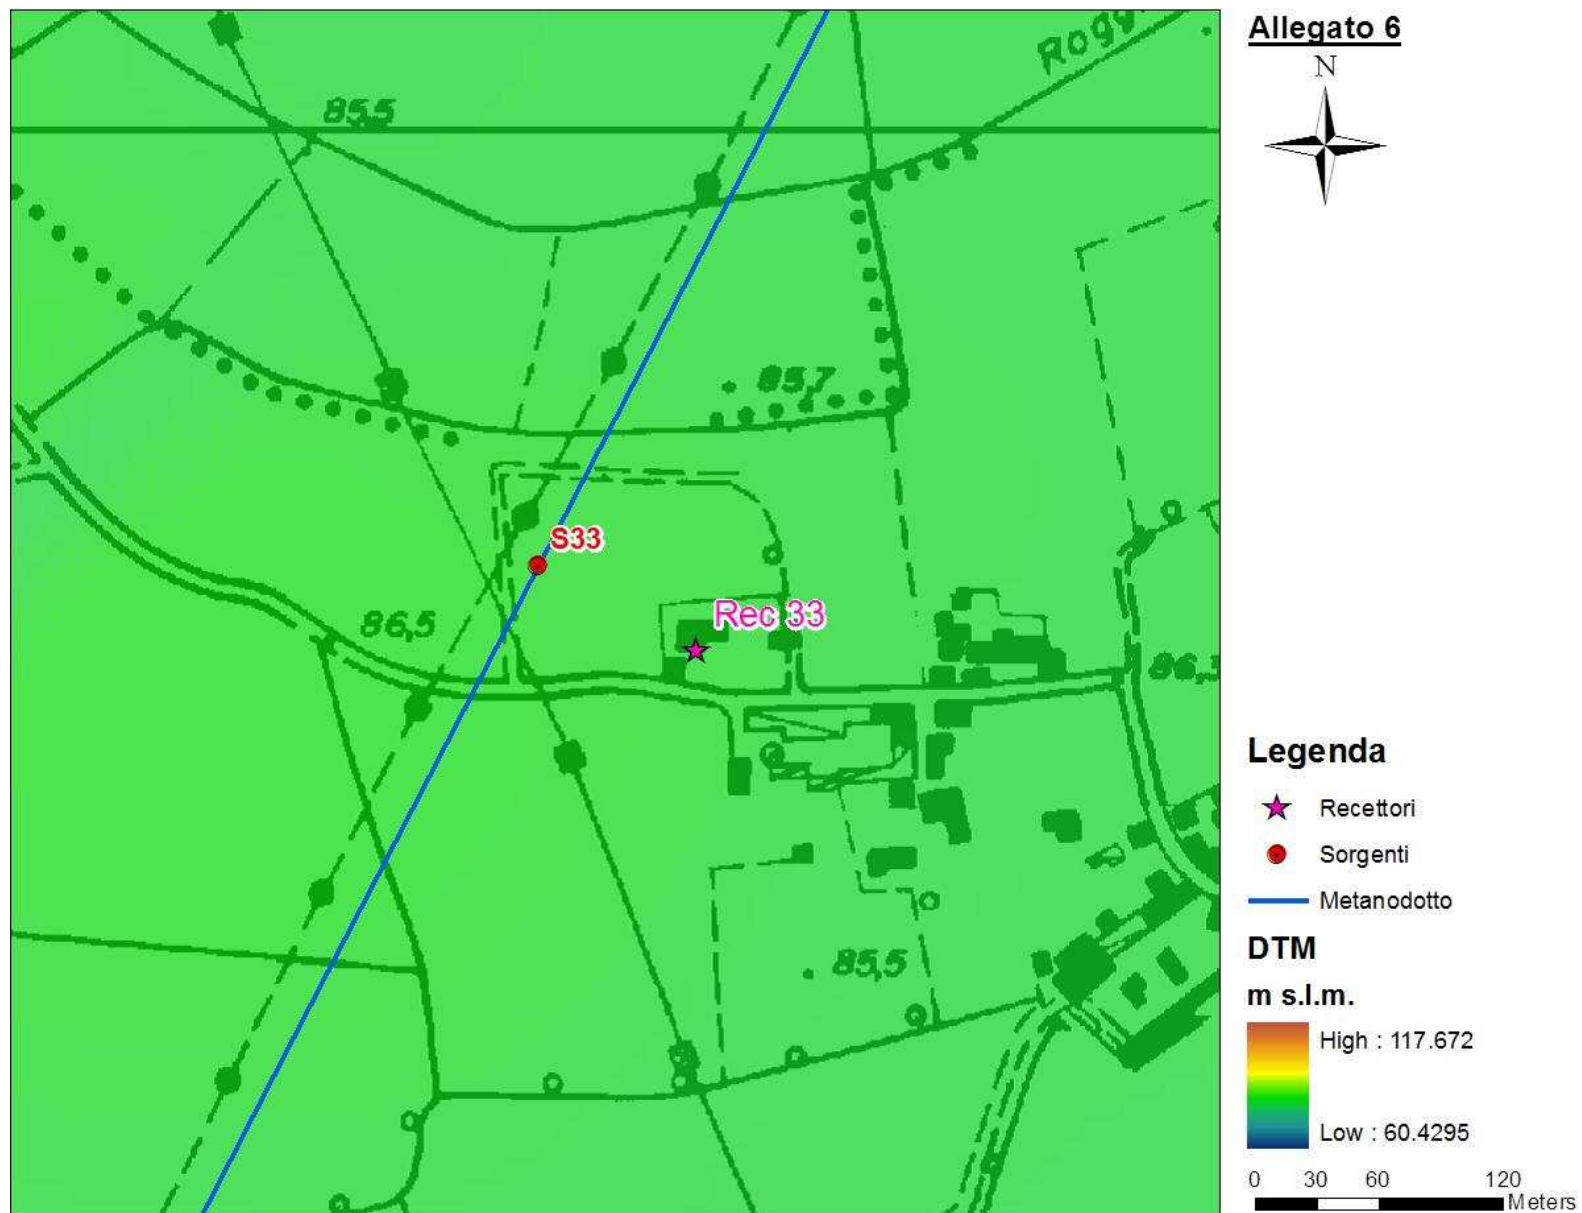 Allegato 6
N
85,5
85,7
S33
86,5
Rec 33
85,5
Legenda
Recettori
Sorgenti
Metanodotto
DTM
m s.l.m.
High : 117.672
Low : 60.4295
0 30 60 120
Meters